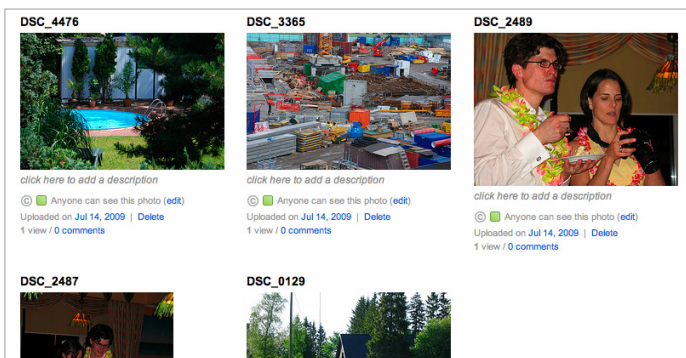 DSC_4476
click here to add a description
© Anyone can see this photo (edit)
Uploaded on Jul 14, 2009 | Delete
1 view / 0 comments
DSC_3365
click here to add a description
© Anyone can see this photo (edit)
Uploaded on Jul 14, 2009 | Delete
1 view / 0 comments
DSC_2489
click here to add a description
© Anyone can see this photo (edit)
Uploaded on Jul 14, 2009 | Delete
1 view / 0 comments
DSC_2487
DSC_0129